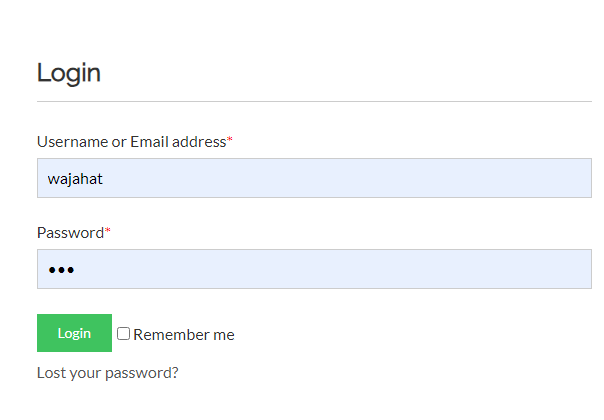 Login
Username or Email address*
wajahat
Password*
•••
Login Remember me
Lost your password?